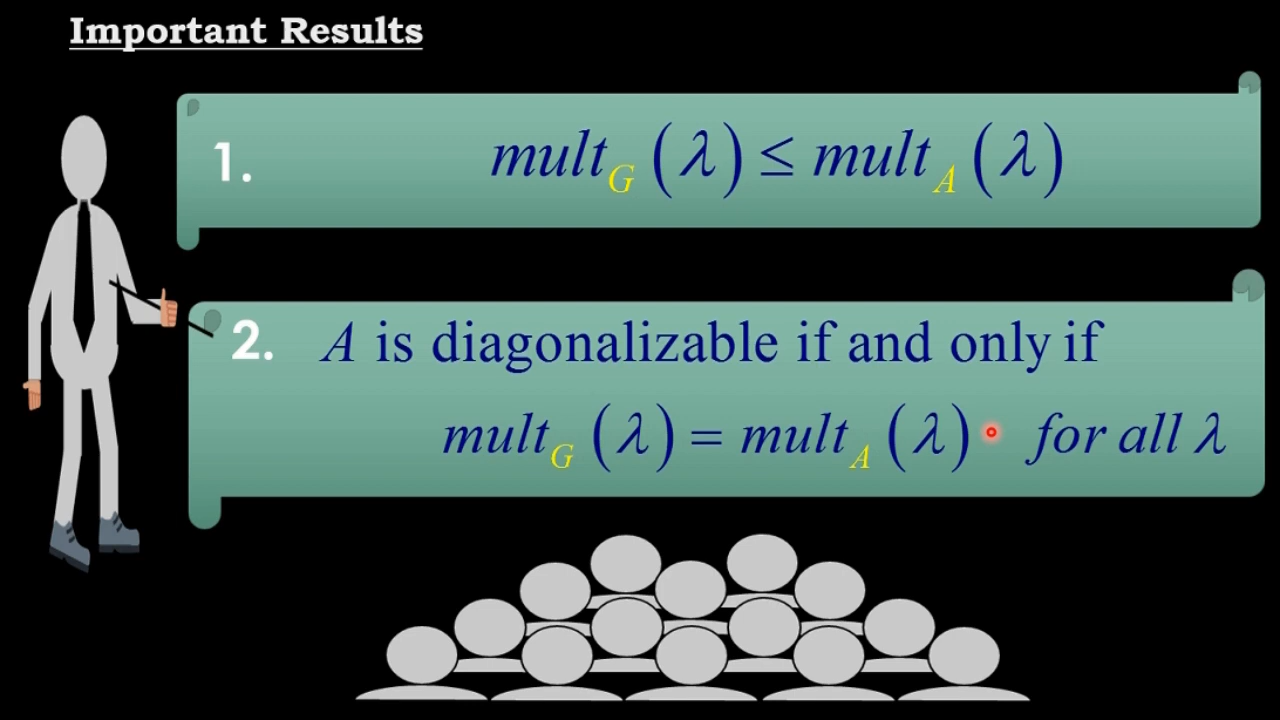 Important Results
1. mult_G (λ) ≤ mult_A (λ)
2. A is diagonalizable if and only if
mult_G (λ) = mult_A (λ) for all λ